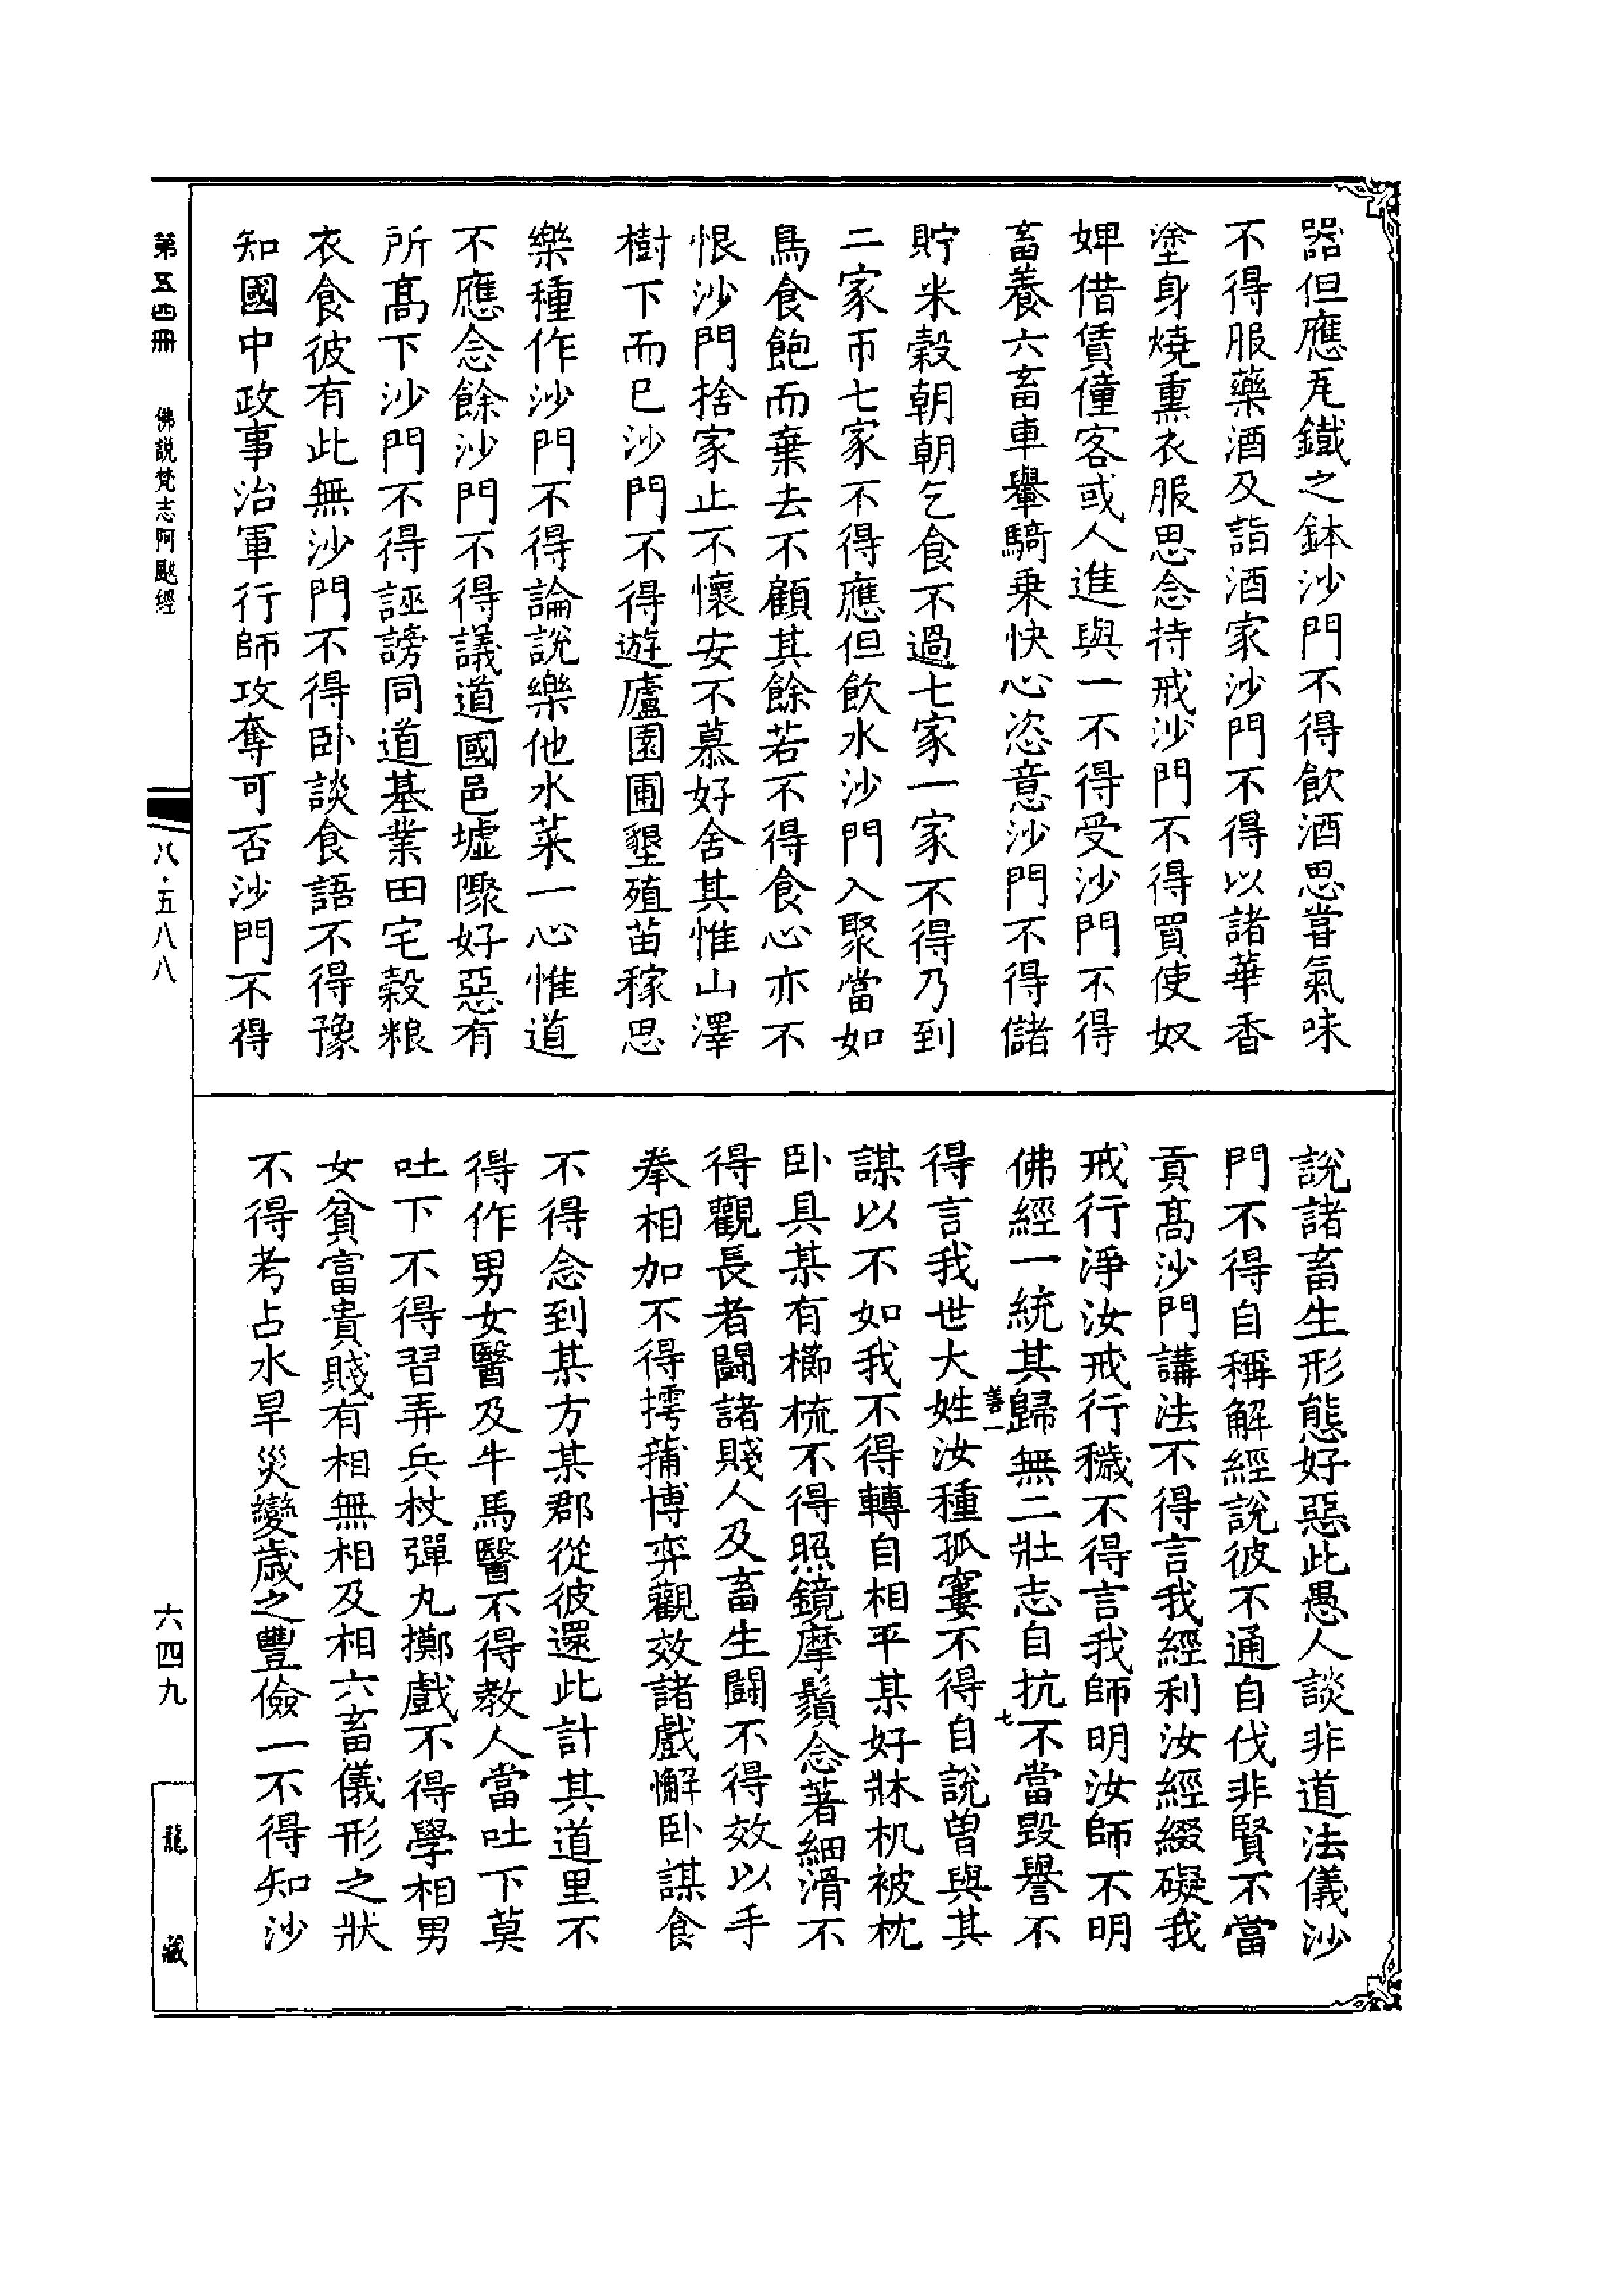 器但應瓦鐵之鉢沙門不得飲酒思甞氣味
不得服藥酒及詣酒家沙門不得以諸華香
塗身燒熏衣服思念持戒沙門不得買使奴
婢借賃僮客或人進與一不得受沙門不得
畜養六畜車轝騎乗快心恣意沙門不得儲
貯米穀朝朝乞食不過七家一家不得乃到
二家帀七家不得應但飲水沙門入聚當如
鳥食飽而棄去不顧其餘若不得食心亦不
恨沙門捨家止不懷安不慕好舍其惟山澤
樹下而已沙門不得遊廬園圃墾殖苗稼思
樂種作沙門不得論說樂他水菜一心惟道
不應念餘沙門不得議道國邑墟隟好惡有
所髙下沙門不得誣謗同道基業田宅穀粮
衣食彼有此無沙門不得卧談食語不得豫
知國中政事治軍行師攻奪可否沙門不得
說諸畜生形態好惡此愚人談非道法儀沙
門不得自稱解經說彼不通自伐非賢不當
貢髙沙門講法不得言我經利汝經經綴礙我
戒行淨汝戒行穢不得言我師明汝師不明
佛經一統其歸無二壯志自抗不當毀譽不
善一
七
得言我世大姓汝種孤寠不得自說曽與其
謀以不如我不得轉自相平某好牀机被枕
卧具某有櫛梳不得照鏡摩鬚念著細滑不
得觀長者鬪諸賤人及畜生鬪不得效以手
拳相加不得摴蒱博弈觀效諸戲懈卧謀食
不得念到某方某郡從彼還此計其道里不
得作男女醫及牛馬醫不得教人當吐下莫
吐下不得習弄兵杖彈丸擲戲不得學相男
女貧富貴賤有相無相及相六畜儀形之狀
不得考占水旱災變歳之豐儉一不得知沙
第五四冊
佛說梵志阿颰經
八·五八八
六四九
龍藏